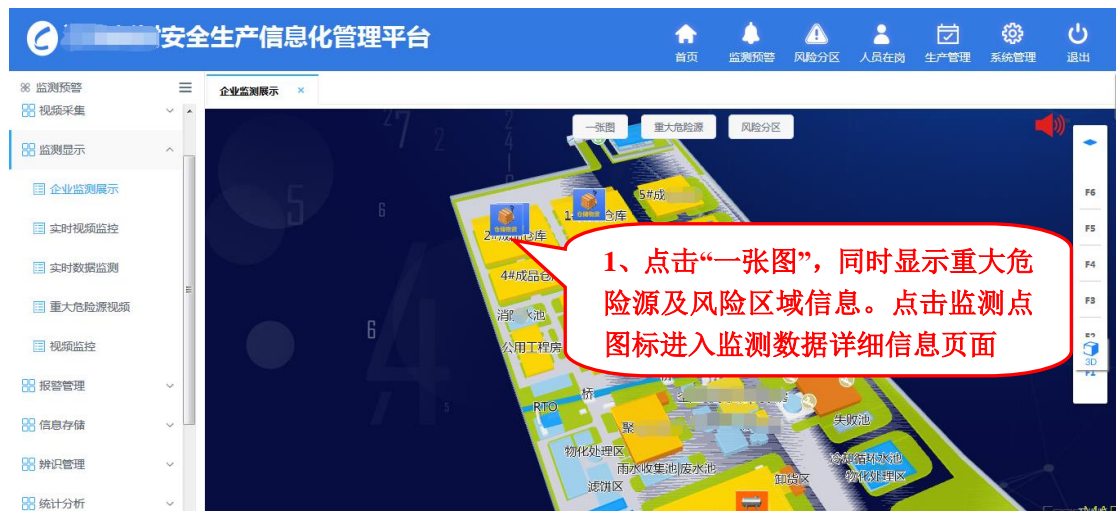 安全生产信息化管理平台
首页 监测预警 风险分区 人员在岗 生产管理 系统管理 退出
监测预警
企业监测展示 ×
视频采集
监测显示
企业监测展示
实时视频监控
实时数据监测
重大危险源视频
视频监控
报警管理
信息存储
辨识管理
统计分析
一张图 重大危险源 风险分区
5#成
仓库
4#成品仓
公用工程房
桥
RTO
聚
物化处理区
雨水收集池 废水池
滤饼区
卸货区
失败池
冷却循环水池
物化处理区
F6
F5
F4
F3
3D
1、点击“一张图”，同时显示重大危
险源及风险区域信息。点击监测点
图标进入监测数据详细信息页面